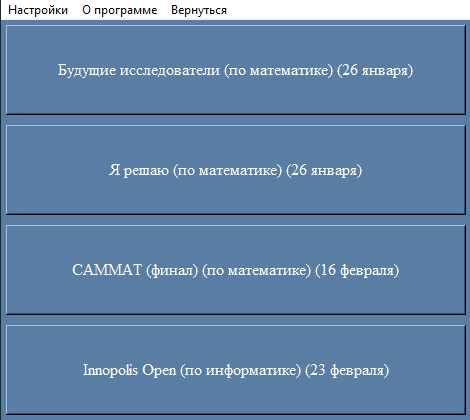 Настройки О программе Вернуться
Будущие исследователи (по математике) (26 января)
Я решаю (по математике) (26 января)
САММАТ (финал) (по математике) (16 февраля)
Innopolis Open (по информатике) (23 февраля)